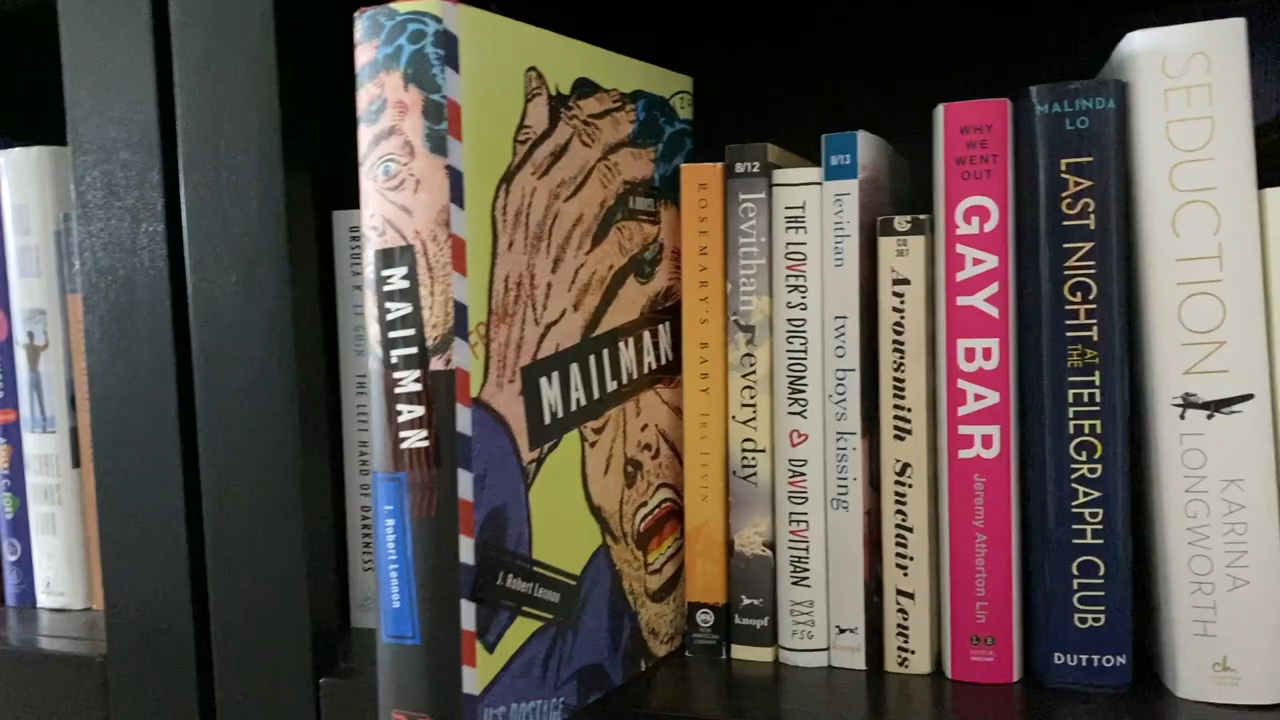 URSULA K. LE GUIN THE LEFT HAND OF DARKNESS
MAILMAN
J. Robert Lennon
A NOVEL
MAILMAN
J. Robert Lennon
U.S. POSTAGE
ROSEMARY'S BABY IRA LEVIN
8/12
levithan every day
knopf
THE LOVER'S DICTIONARY DAVID LEVITHAN
FSG
8/13
levithan two boys kissing
knopf
CQ
367
Arrowsmith Sinclair Lewis
WHY
WE
WENT
OUT
GAY BAR
Jeremy Atherton Lin
MALINDA
LO
LAST NIGHT
AT
THE
TELEGRAPH CLUB
DUTTON
SEDUCTION
KARINA
LONGWORTH